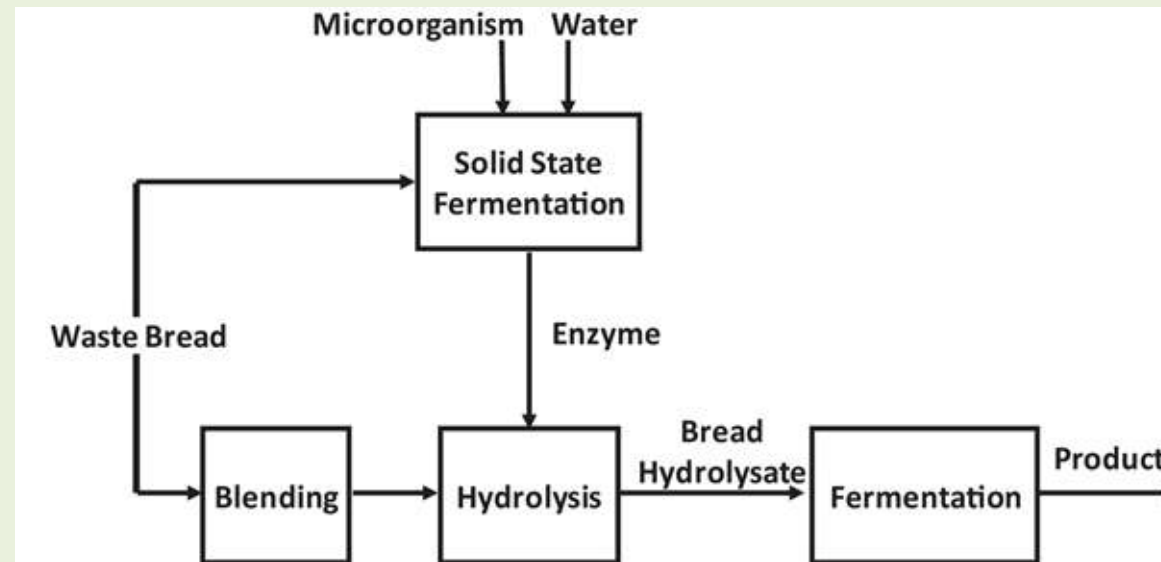 Microorganism Water
Solid State
Fermentation
Waste Bread
Enzyme
Blending
Hydrolysis
Bread
Hydrolysate
Fermentation
Product